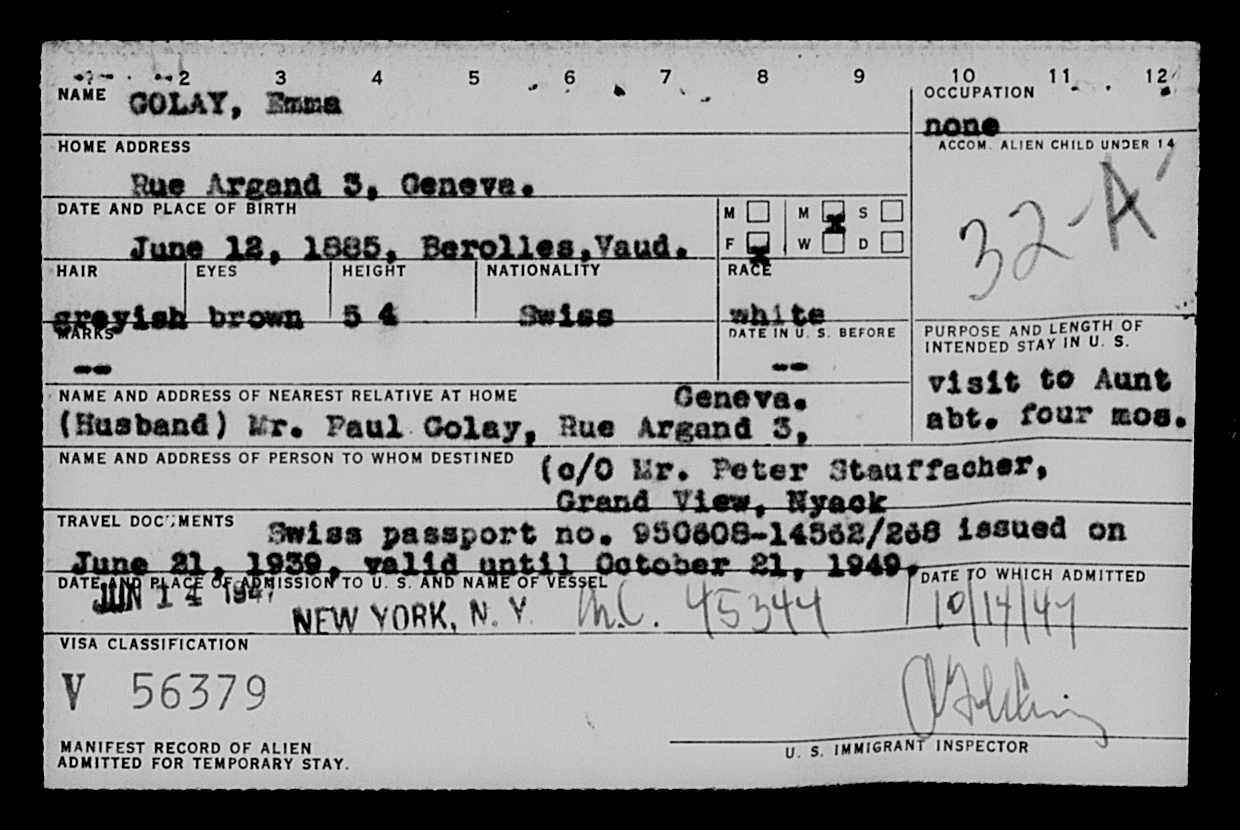 2 3 4 5 6 7 8 9 10 11 12
NAME GOLAY, Emma
OCCUPATION
none
HOME ADDRESS
Rue Argand 3, Geneva.
ACCOM. ALIEN CHILD UNDER 14
32-A
DATE AND PLACE OF BIRTH
June 12, 1885, Berolles,Vaud.
M M S
F W D
HAIR EYES HEIGHT NATIONALITY RACE
greyish brown 5 4 Swiss white
MARKS
--
DATE IN U. S. BEFORE
--
PURPOSE AND LENGTH OF
INTENDED STAY IN U. S.
visit to Aunt
abt. four mos.
NAME AND ADDRESS OF NEAREST RELATIVE AT HOME Geneva.
(Husband) Mr. Paul Golay, Rue Argand 3,
NAME AND ADDRESS OF PERSON TO WHOM DESTINED (c/O Mr. Peter Stauffacher,
Grand View, Nyack
TRAVEL DOCUMENTS Swiss passport no. 950608-14562/268 issued on
June 21, 1939, valid until October 21, 1949.
DATE AND PLACE OF ADMISSION TO U. S. AND NAME OF VESSEL
JUN 14 1947 NEW YORK, N. Y. 45344
DATE TO WHICH ADMITTED
10/14/47
VISA CLASSIFICATION
V 56379
MANIFEST RECORD OF ALIEN
ADMITTED FOR TEMPORARY STAY.
U. S. IMMIGRANT INSPECTOR